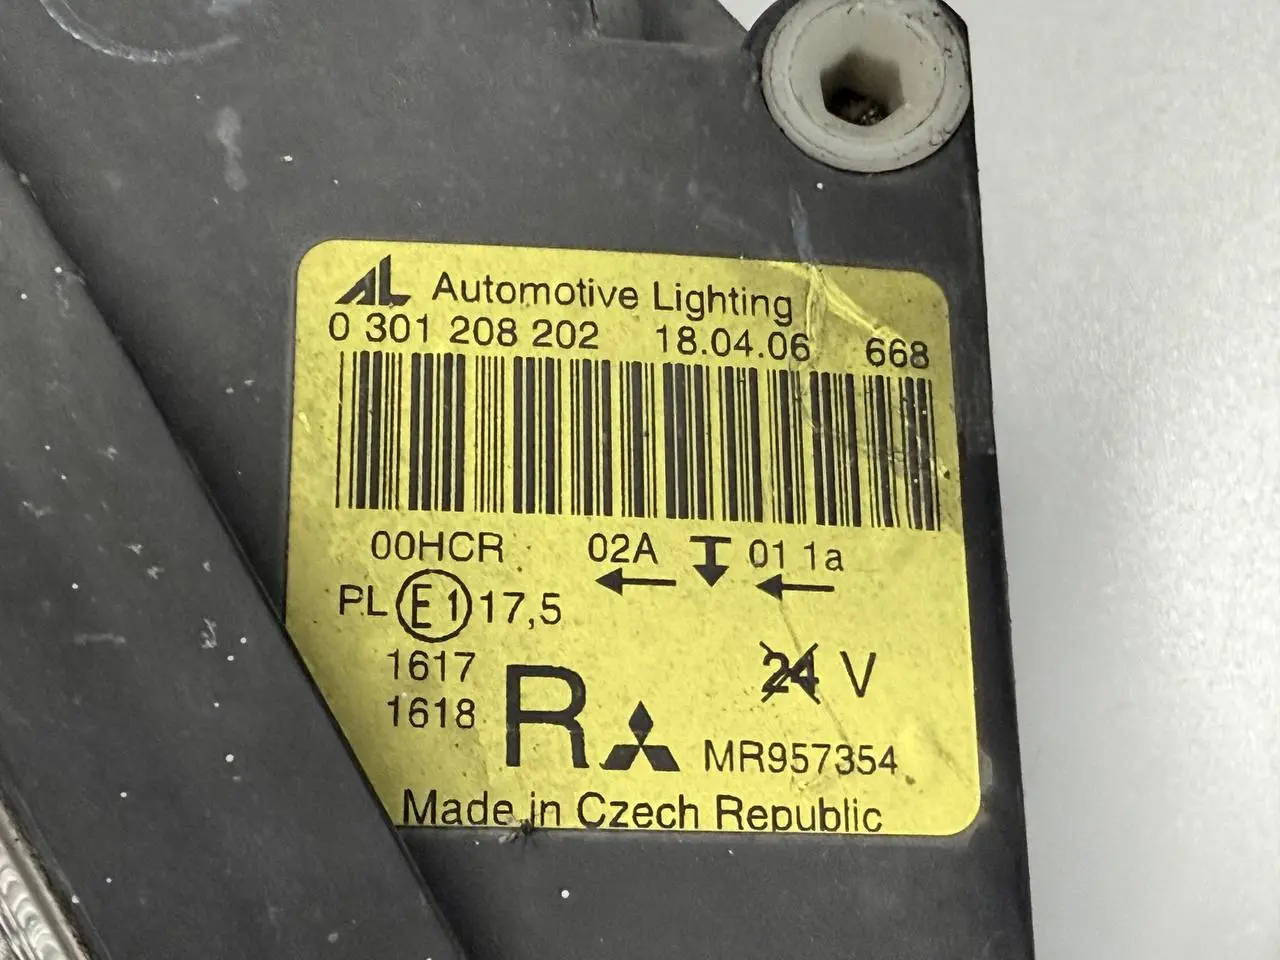 AL Automotive Lighting
0 301 208 202 18.04.06 668
00HCR 02A 01 1a
PL E1 17,5
1617
24 V
1618
R MR957354
Made in Czech Republic